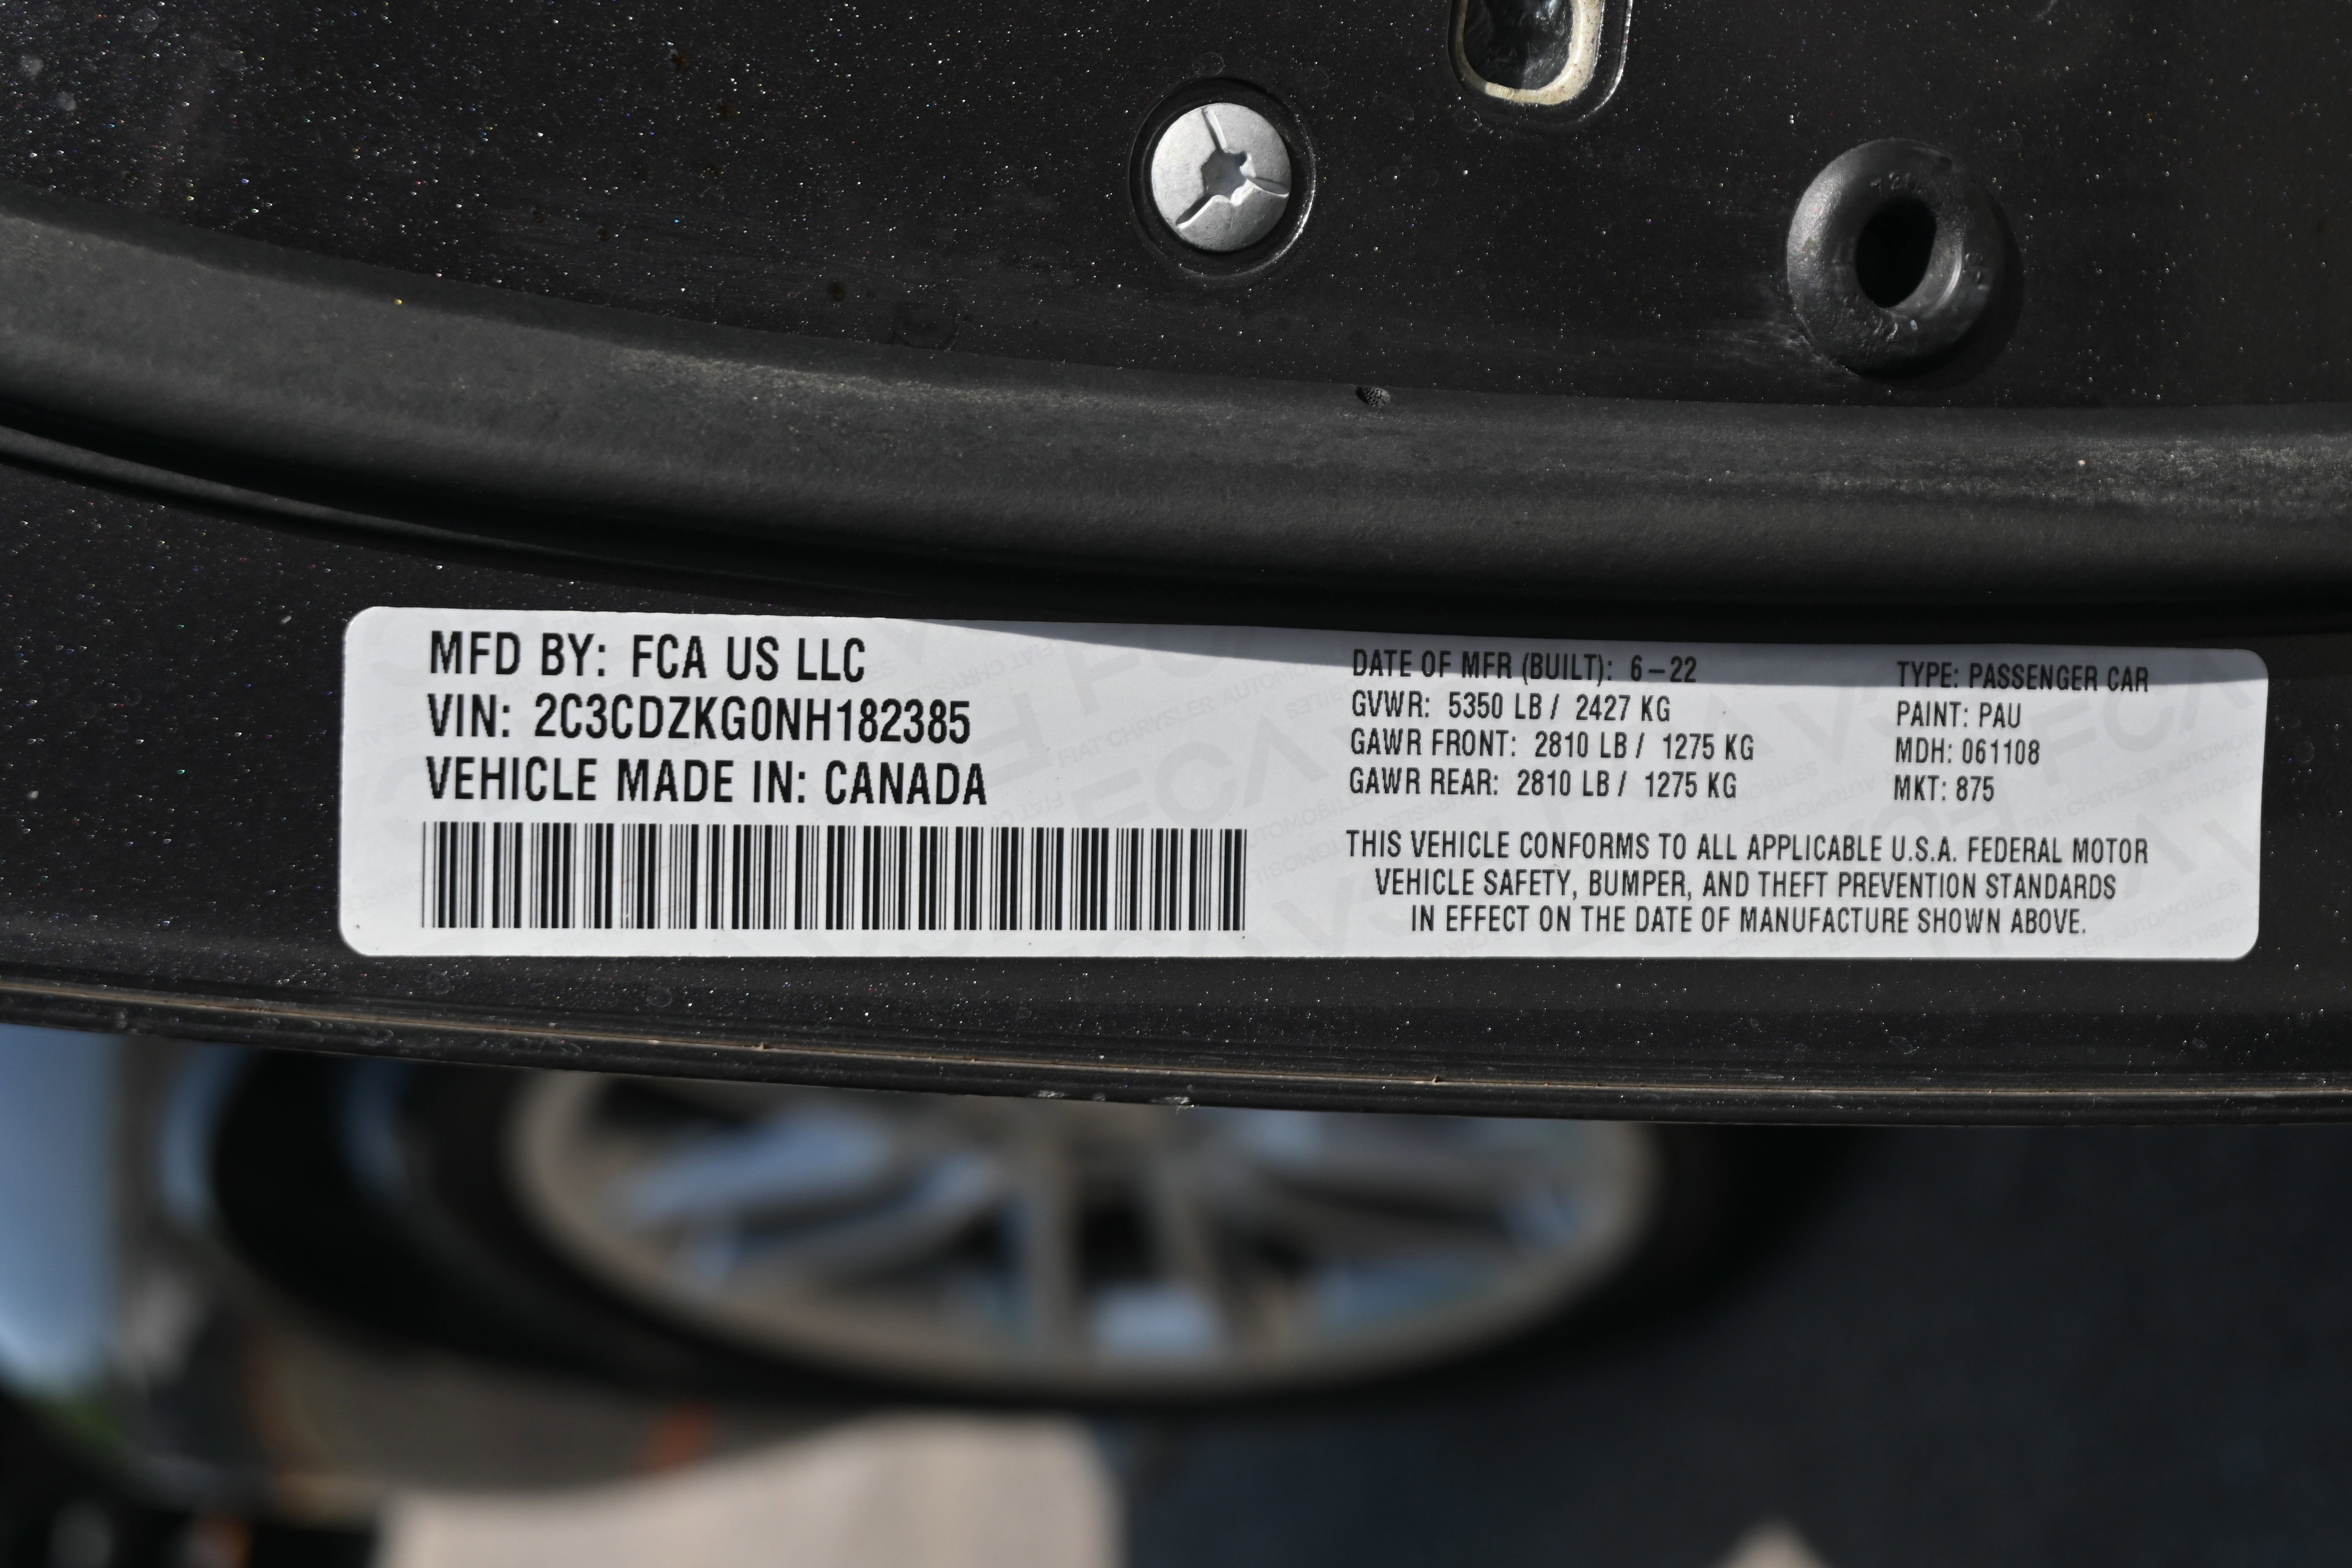 MFD BY: FCA US LLC
VIN: 2C3CDZKG0NH182385
VEHICLE MADE IN: CANADA
DATE OF MFR (BUILT): 6-22
GVWR: 5350 LB / 2427 KG
GAWR FRONT: 2810 LB / 1275 KG
GAWR REAR: 2810 LB / 1275 KG
TYPE: PASSENGER CAR
PAINT: PAU
MDH: 061108
MKT: 875
THIS VEHICLE CONFORMS TO ALL APPLICABLE U.S.A. FEDERAL MOTOR
VEHICLE SAFETY, BUMPER, AND THEFT PREVENTION STANDARDS
IN EFFECT ON THE DATE OF MANUFACTURE SHOWN ABOVE.